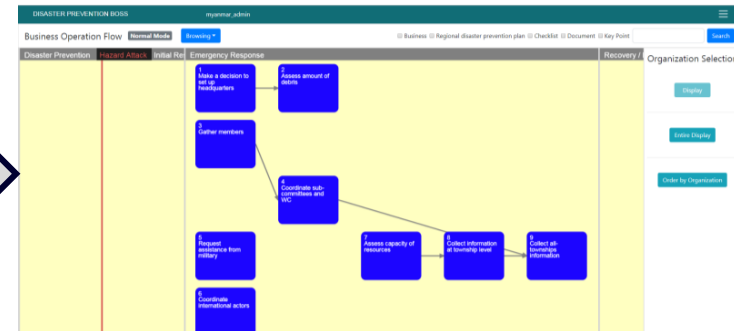 DISASTER PREVENTION BOSS myanmar_admin
Business Operation Flow Normal Mode Browsing
Business Regional disaster prevention plan Checklist Document Key Point Search
Disaster Prevention Hazard Attack Initial Re Emergency Response Recovery /
Organization Selection
Display
Entire Display
Order by Organization
1
Make a decision to
set up
headquarters
2
Assess amount of
debris
3
Gather members
4
Coordinate sub-
committees and
WC
5
Request
assistance from
military
7
Assess capacity of
resources
8
Collect information
at township level
9
Collect all-
townships
information
6
Coordinate
international actors